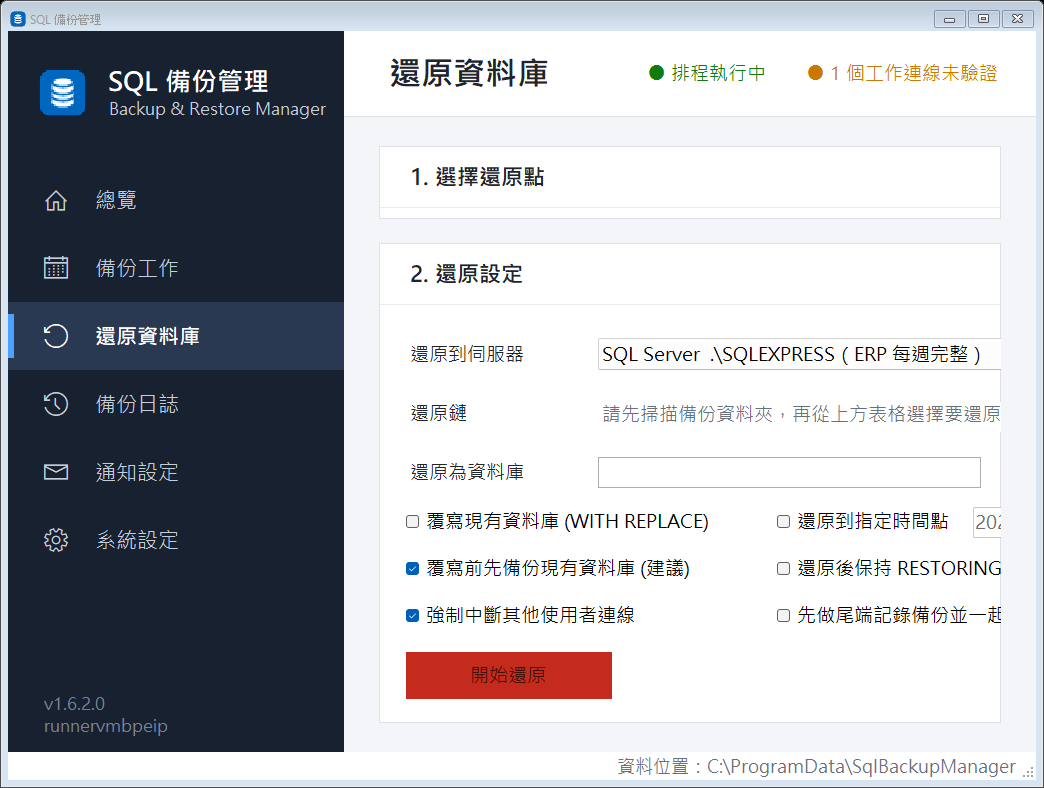 SQL 備份管理
SQL 備份管理
Backup & Restore Manager
總覽
備份工作
還原資料庫
備份日誌
通知設定
系統設定
v1.6.2.0
runnervmbpeip
還原資料庫
排程執行中
1 個工作連線未驗證
1. 選擇還原點
2. 還原設定
還原到伺服器
SQL Server .\SQLEXPRESS ( ERP 每週完整 )
還原鏈
請先掃描備份資料夾，再從上方表格選擇要還原
還原為資料庫
覆寫現有資料庫 (WITH REPLACE)
還原到指定時間點
202
覆寫前先備份現有資料庫 (建議)
還原後保持 RESTORING
強制中斷其他使用者連線
先做尾端記錄備份並一起
開始還原
資料位置：C:\ProgramData\SqlBackupManager